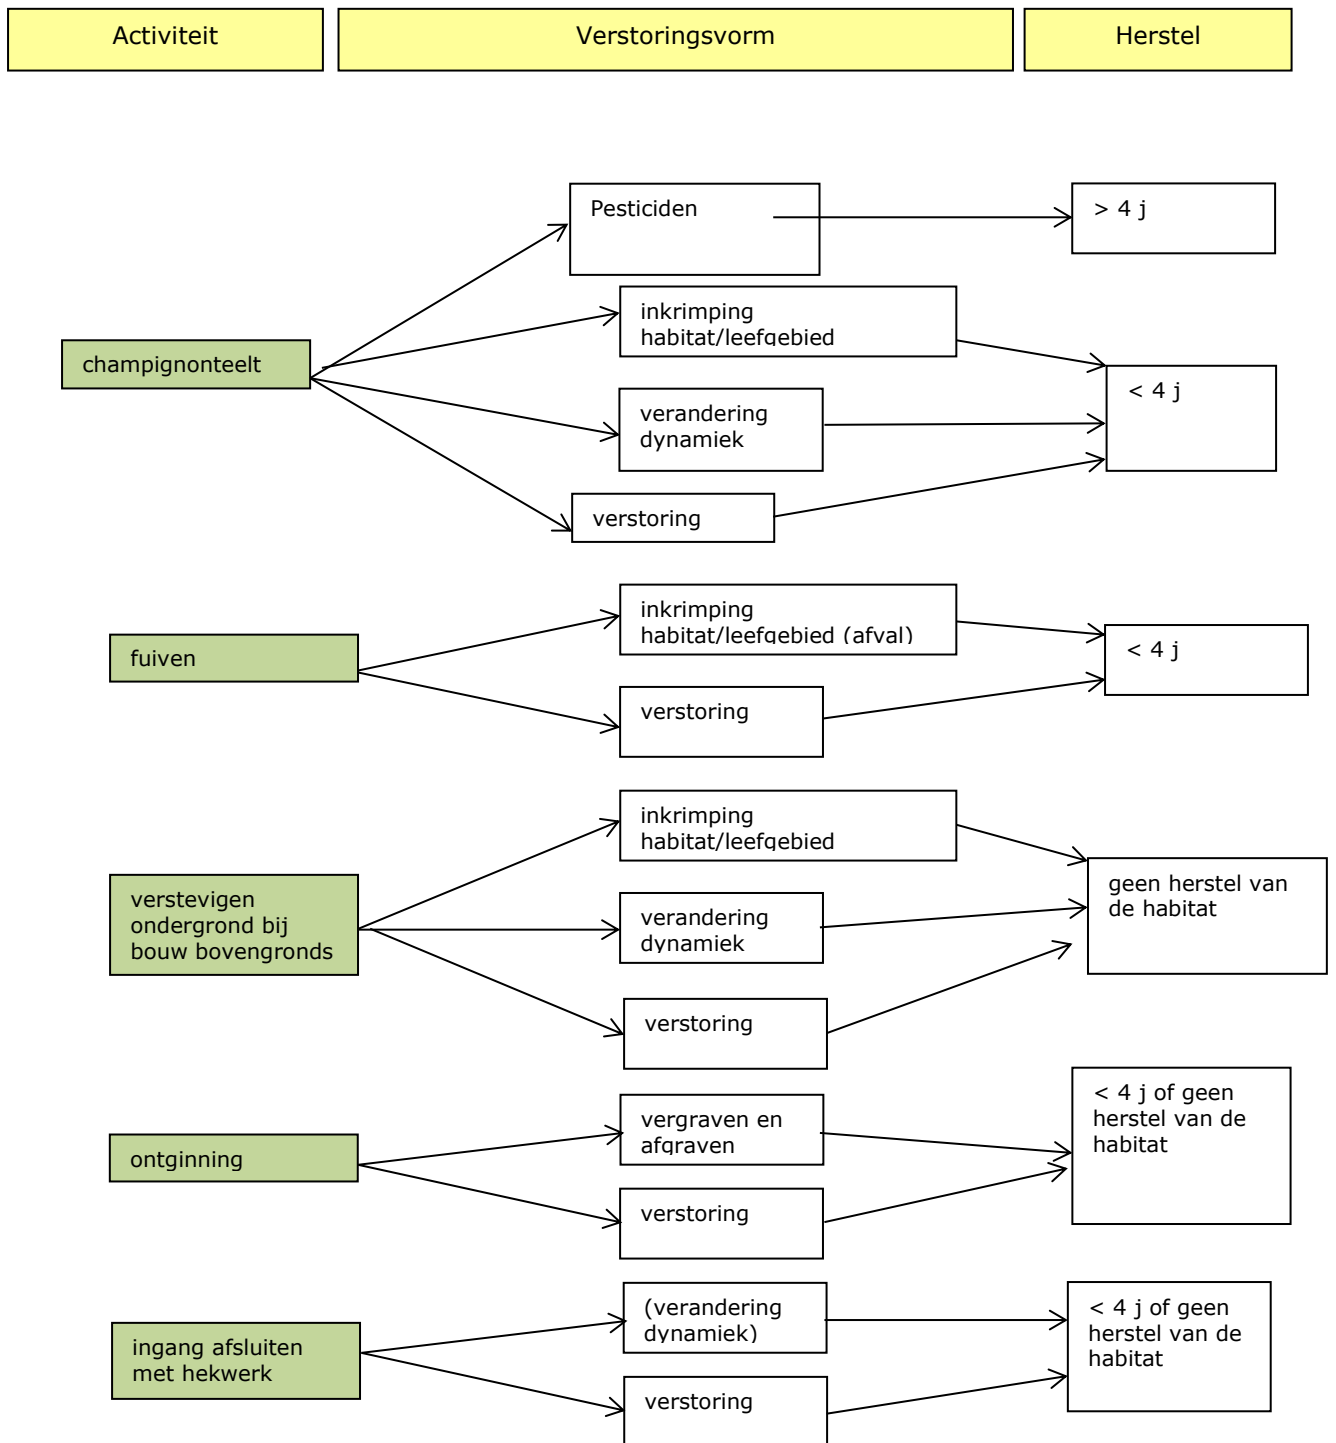 Activiteit
Verstoringsvorm
Herstel
Pesticiden
> 4 j
inkrimping
habitat/leefgebied
champignonteelt
< 4 j
verandering
dynamiek
verstoring
inkrimping
habitat/leefgebied (afval)
fuiven
< 4 j
verstoring
inkrimping
habitat/leefgebied
verstevigen
ondergrond bij
bouw bovengronds
geen herstel van
de habitat
verandering
dynamiek
verstoring
< 4 j of geen
herstel van de
habitat
vergraven en
afgraven
ontginning
verstoring
(verandering
dynamiek)
< 4 j of geen
herstel van de
habitat
ingang afsluiten
met hekwerk
verstoring